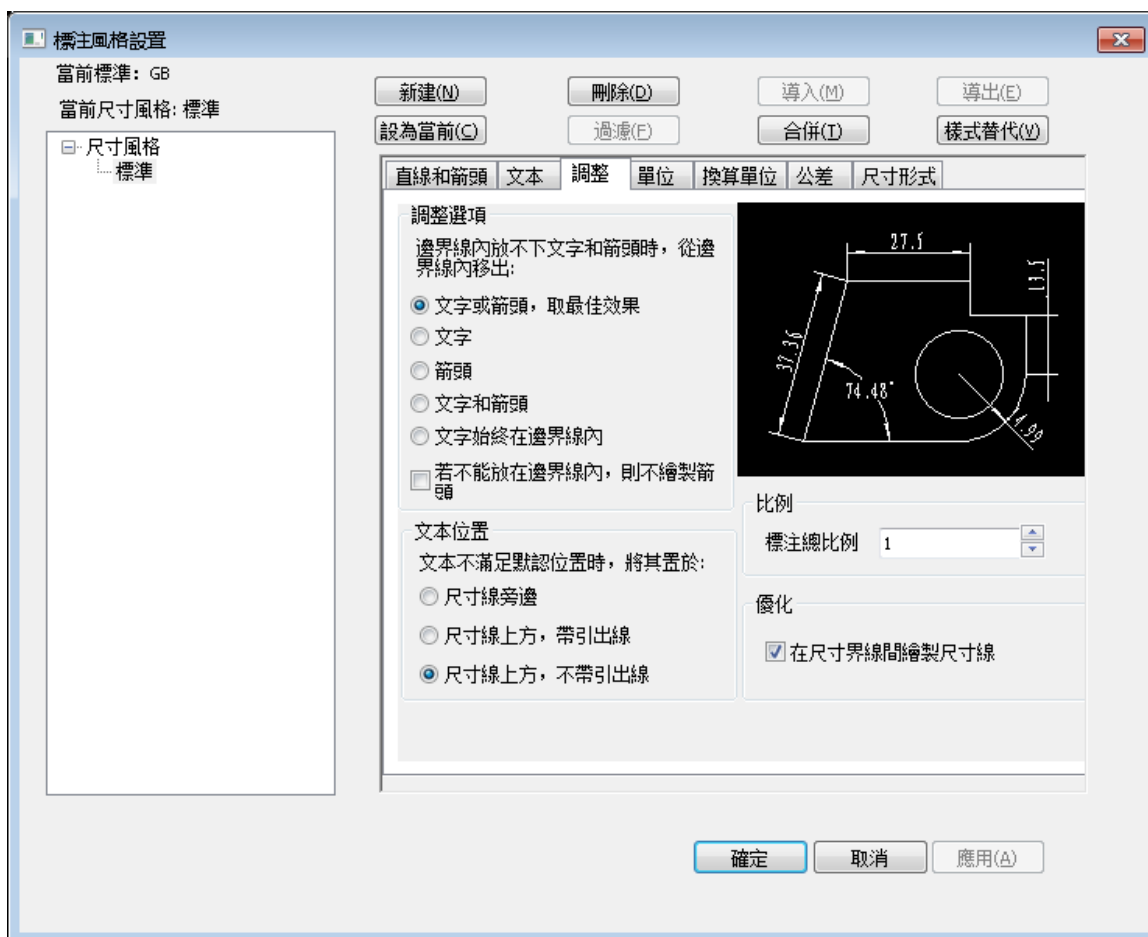 標注風格設置
當前標準: GB
當前尺寸風格: 標準
新建(N)
刪除(D)
導入(M)
導出(E)
設為當前(C)
過濾(F)
合併(I)
樣式替代(V)
尺寸風格
標準
直線和箭頭
文本
調整
單位
換算單位
公差
尺寸形式
調整選項
邊界線內放不下文字和箭頭時，從邊
界線內移出:
文字或箭頭，取最佳效果
文字
箭頭
文字和箭頭
文字始終在邊界線內
若不能放在邊界線內，則不繪製箭
頭
27.5
13.5
37.36
74.48°
14.99
文本位置
文本不滿足默認位置時，將其置於:
尺寸線旁邊
尺寸線上方，帶引出線
尺寸線上方，不帶引出線
比例
標注總比例 1
優化
在尺寸界線間繪製尺寸線
確定
取消
應用(A)